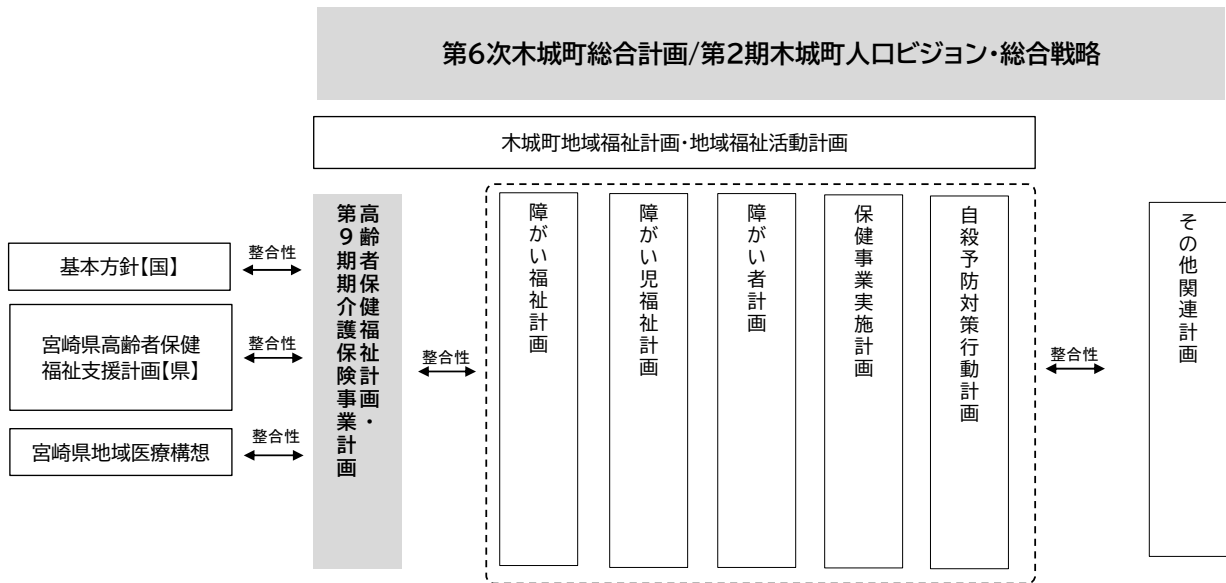 第6次木城町総合計画/第2期木城町人口ビジョン・総合戦略
木城町地域福祉計画・地域福祉活動計画
基本方針【国】
整合性
宮崎県高齢者保健
福祉支援計画【県】
整合性
宮崎県地域医療構想
整合性
高齢者保健福祉計画・
第9期期介護保険事業計画
整合性
障がい福祉計画
障がい児福祉計画
障がい者計画
保健事業実施計画
自殺予防対策行動計画
整合性
その他関連計画